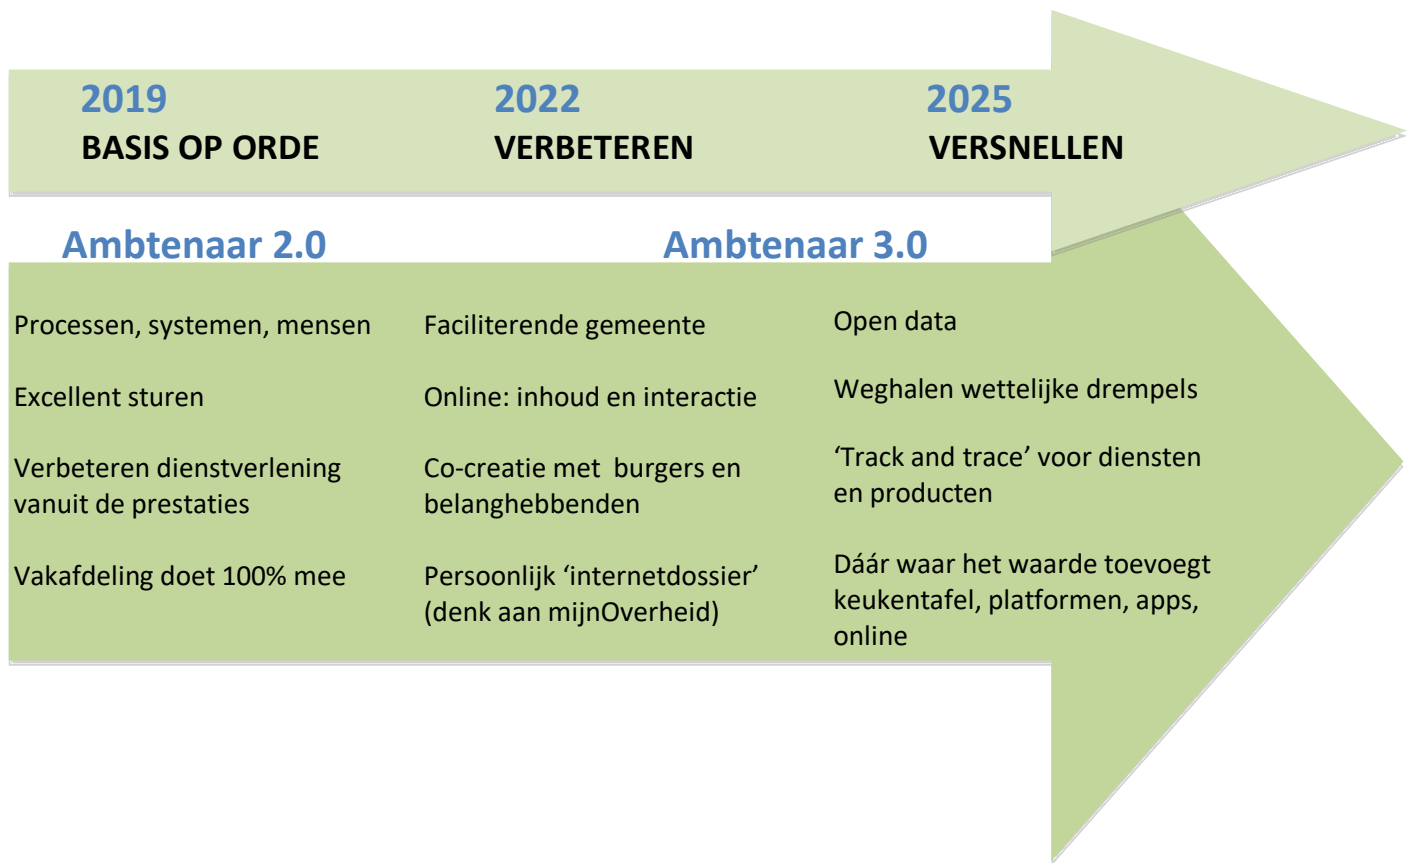 2019
BASIS OP ORDE
2022
VERBETEREN
2025
VERSNELLEN
Ambtenaar 2.0
Ambtenaar 3.0
Processen, systemen, mensen
Excellent sturen
Verbeteren dienstverlening
vanuit de prestaties
Vakafdeling doet 100% mee
Faciliterende gemeente
Online: inhoud en interactie
Co-creatie met  burgers en
belanghebbenden
Persoonlijk ‘internetdossier’
(denk aan mijnOverheid)
Open data
Weghalen wettelijke drempels
‘Track and trace’ voor diensten
en producten
Dáár waar het waarde toevoegt
keukentafel, platformen, apps,
online